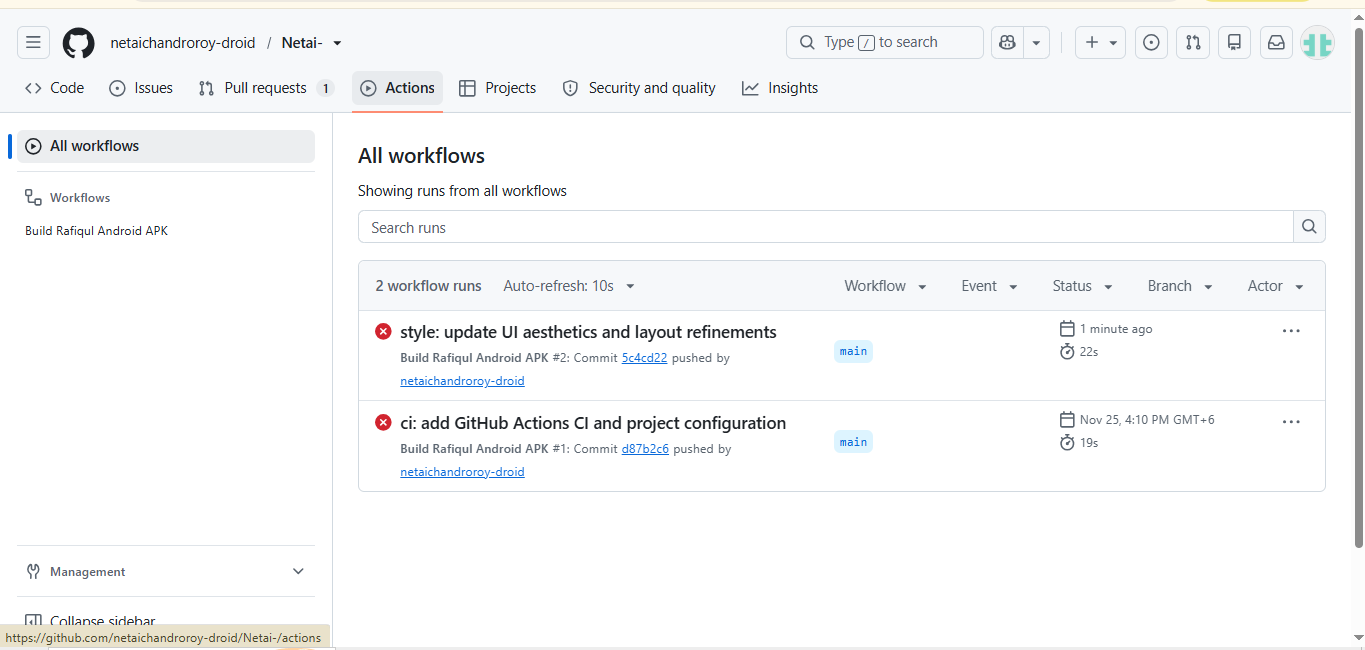 netaichandroroy-droid / Netai-
Type / to search
Code
Issues
Pull requests 1
Actions
Projects
Security and quality
Insights
All workflows
Workflows
Build Rafiqul Android APK
Management
Collapse sidebar
https://github.com/netaichandroroy-droid/Netai-/actions
All workflows
Showing runs from all workflows
Search runs
2 workflow runs Auto-refresh: 10s Workflow Event Status Branch Actor
style: update UI aesthetics and layout refinements
Build Rafiqul Android APK #2: Commit 5c4cd22 pushed by
netaichandroroy-droid
main
1 minute ago
22s
ci: add GitHub Actions CI and project configuration
Build Rafiqul Android APK #1: Commit d87b2c6 pushed by
netaichandroroy-droid
main
Nov 25, 4:10 PM GMT+6
19s